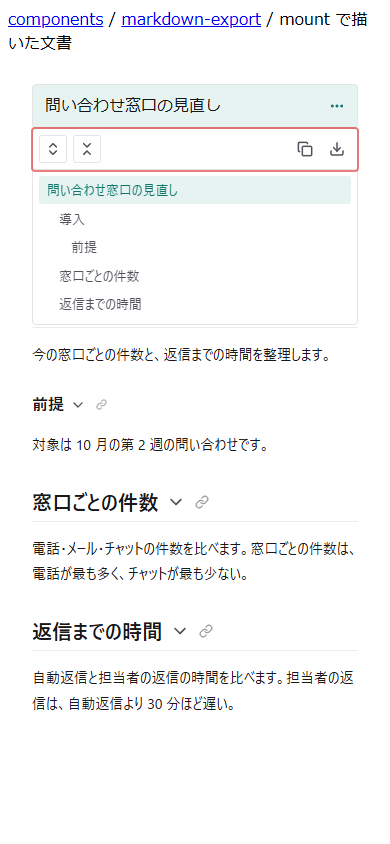 components / markdown-export / mount で描
いた文書
問い合わせ窓口の見直し
問い合わせ窓口の見直し
導入
前提
窓口ごとの件数
返信までの時間
今の窓口ごとの件数と、返信までの時間を整理します。
前提
対象は 10 月の第 2 週の問い合わせです。
窓口ごとの件数
電話・メール・チャットの件数を比べます。窓口ごとの件数は、
電話が最も多く、チャットが最も少ない。
返信までの時間
自動返信と担当者の返信の時間を比べます。担当者の返
信は、自動返信より 30 分ほど遅い。